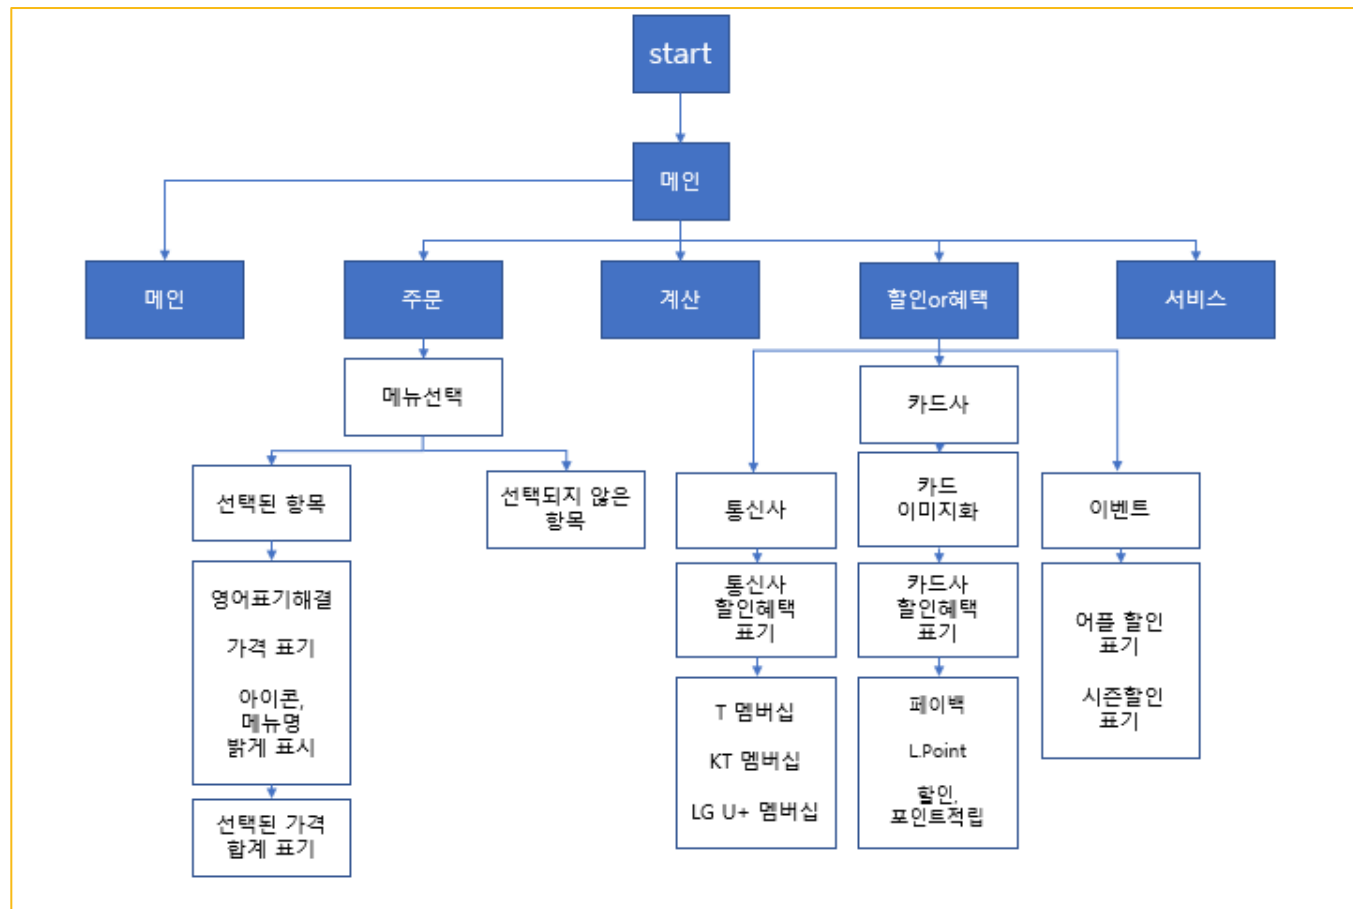 start
메인
메인
주문
계산
할인or혜택
서비스
메뉴선택
카드사
선택된 항목
선택되지 않은
항목
통신사
카드
이미지화
이벤트
영어표기해결
가격 표기
아이콘,
메뉴명
밝게 표시
통신사
할인혜택
표기
카드사
할인혜택
표기
어플 할인
표기
시즌할인
표기
T 멤버십
KT 멤버십
LG U+ 멤버십
페이백
L.Point
할인,
포인트적립
선택된 가격
합계 표기